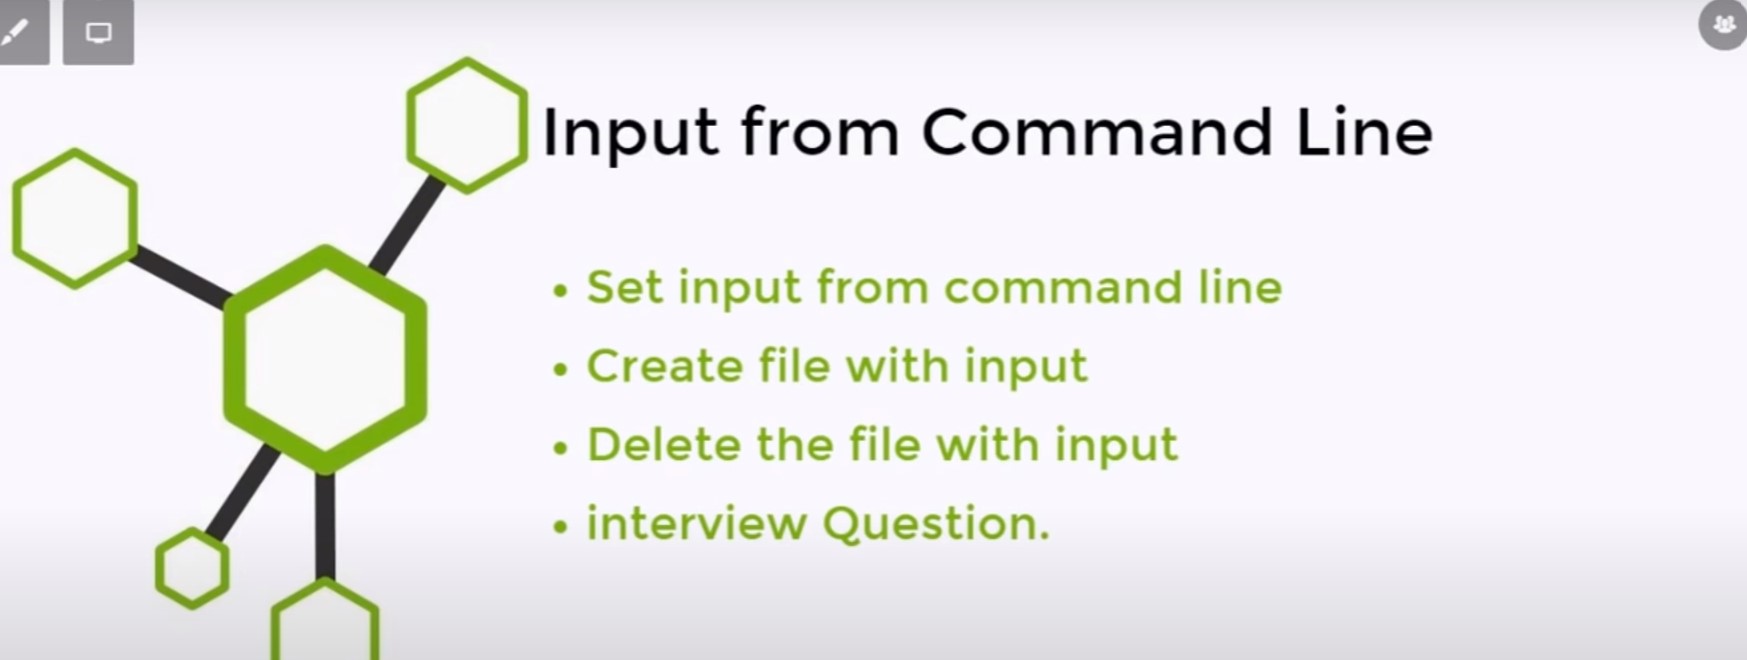 Input from Command Line
• Set input from command line
• Create file with input
• Delete the file with input
• interview Question.